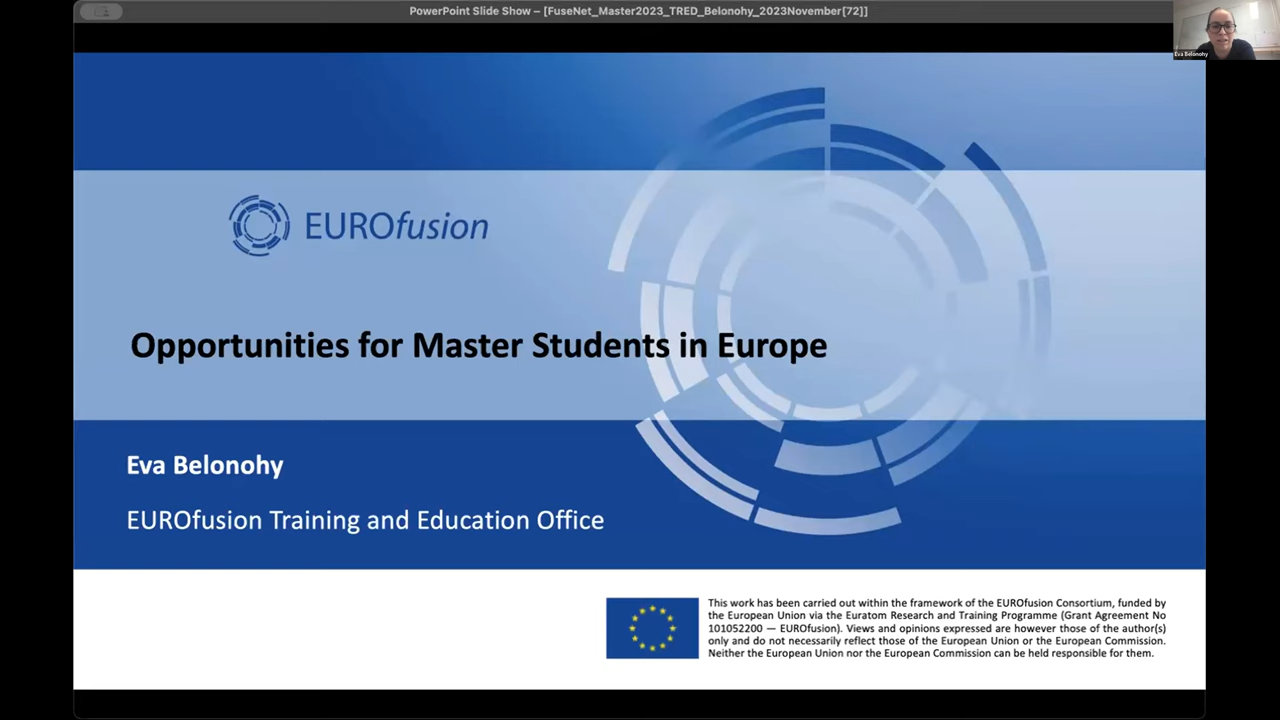 PowerPoint Slide Show – [FuseNet_Master2023_TRED_Belonohy_2023November[72]]
Eva Belonohy
EUROfusion
Opportunities for Master Students in Europe
Eva Belonohy
EUROfusion Training and Education Office
This work has been carried out within the framework of the EUROfusion Consortium, funded by
the European Union via the Euratom Research and Training Programme (Grant Agreement No
101052200 — EUROfusion). Views and opinions expressed are however those of the author(s)
only and do not necessarily reflect those of the European Union or the European Commission.
Neither the European Union nor the European Commission can be held responsible for them.